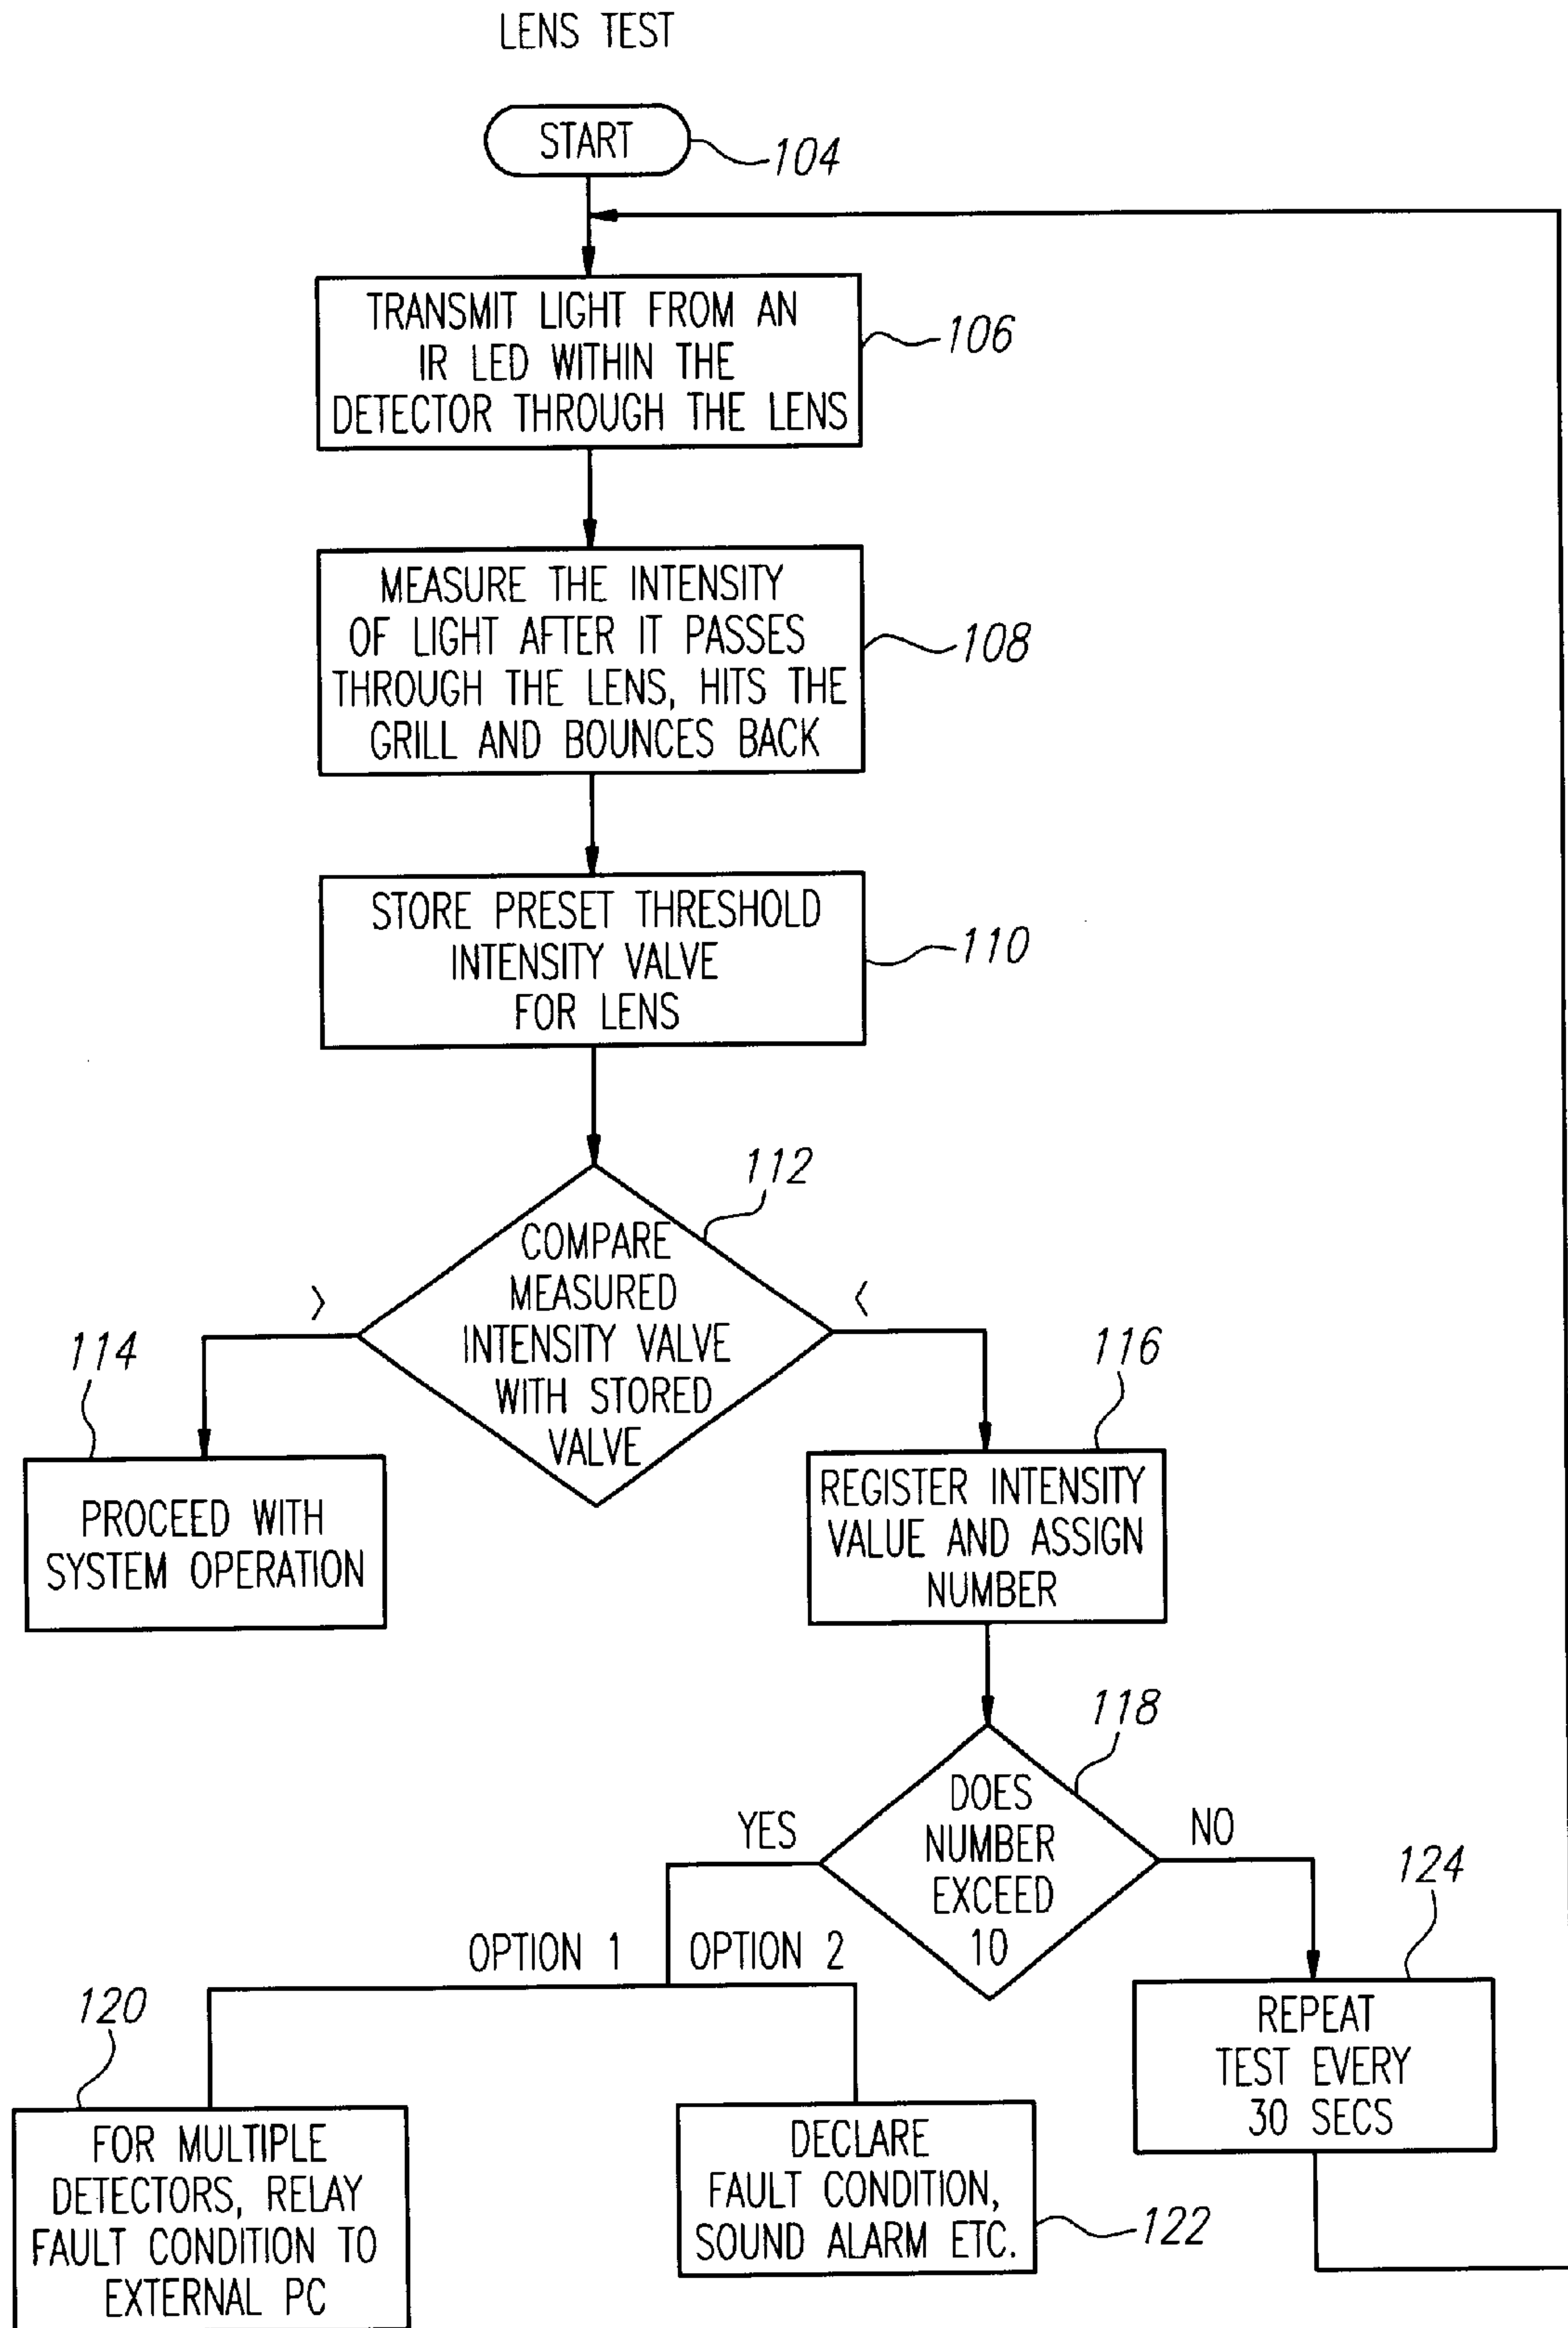 LENS TEST
START
104
TRANSMIT LIGHT FROM AN
IR LED WITHIN THE
DETECTOR THROUGH THE LENS
106
MEASURE THE INTENSITY
OF LIGHT AFTER IT PASSES
THROUGH THE LENS, HITS THE
GRILL AND BOUNCES BACK
108
STORE PRESET THRESHOLD
INTENSITY VALVE
FOR LENS
110
112
COMPARE
MEASURED
INTENSITY VALVE
WITH STORED
VALVE
>
<
114
PROCEED WITH
SYSTEM OPERATION
116
REGISTER INTENSITY
VALUE AND ASSIGN
NUMBER
118
DOES
NUMBER
EXCEED
10
YES
NO
OPTION 1
OPTION 2
120
FOR MULTIPLE
DETECTORS, RELAY
FAULT CONDITION TO
EXTERNAL PC
DECLARE
FAULT CONDITION,
SOUND ALARM ETC.
122
124
REPEAT
TEST EVERY
30 SECS